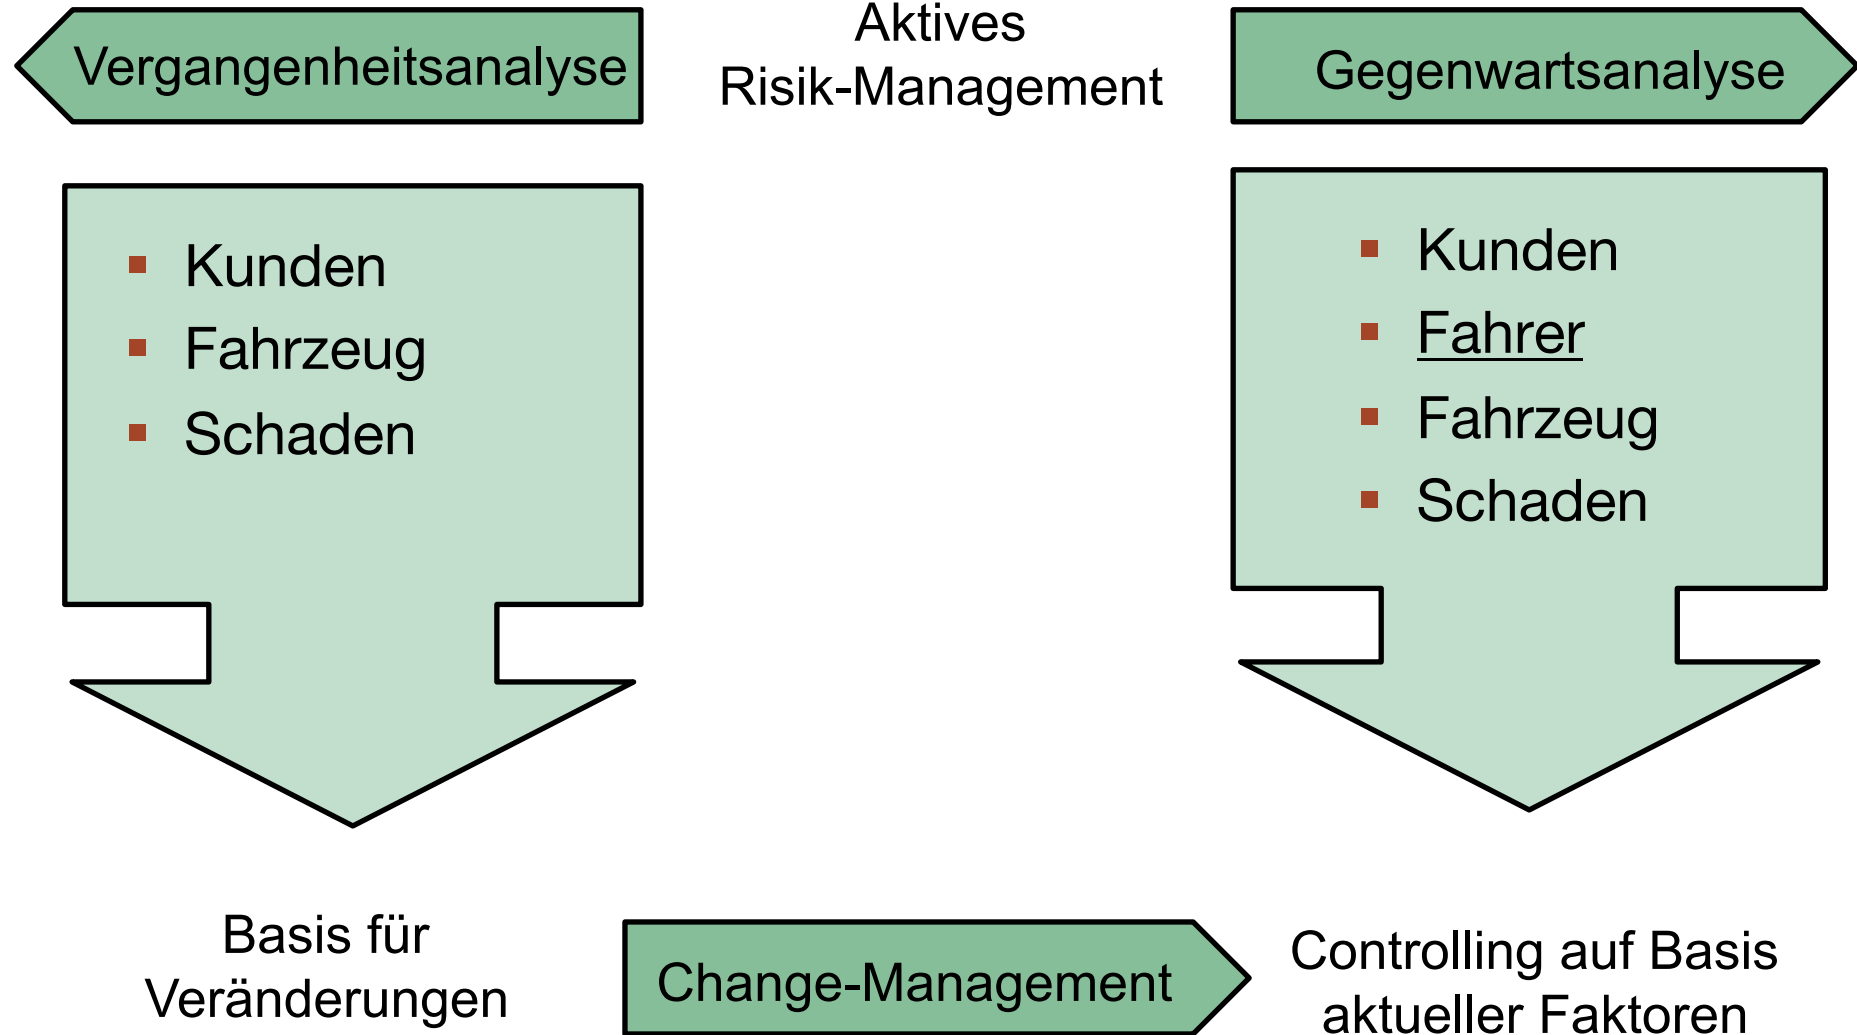 Vergangenheitsanalyse
Aktives
Risik-Management
Gegenwartsanalyse
▪ Kunden
▪ Fahrzeug
▪ Schaden
▪ Kunden
▪ Fahrer
▪ Fahrzeug
▪ Schaden
Basis für
Veränderungen
Change-Management
Controlling auf Basis
aktueller Faktoren